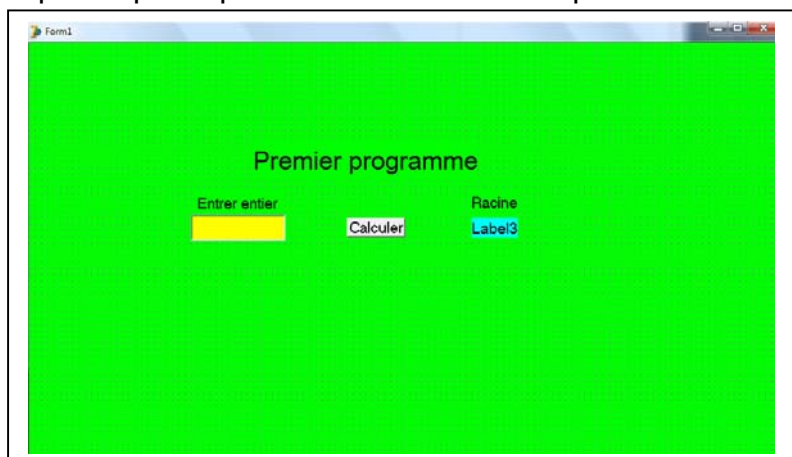 Form1
Premier programme
Entrer entier
Racine
Calculer
Label3